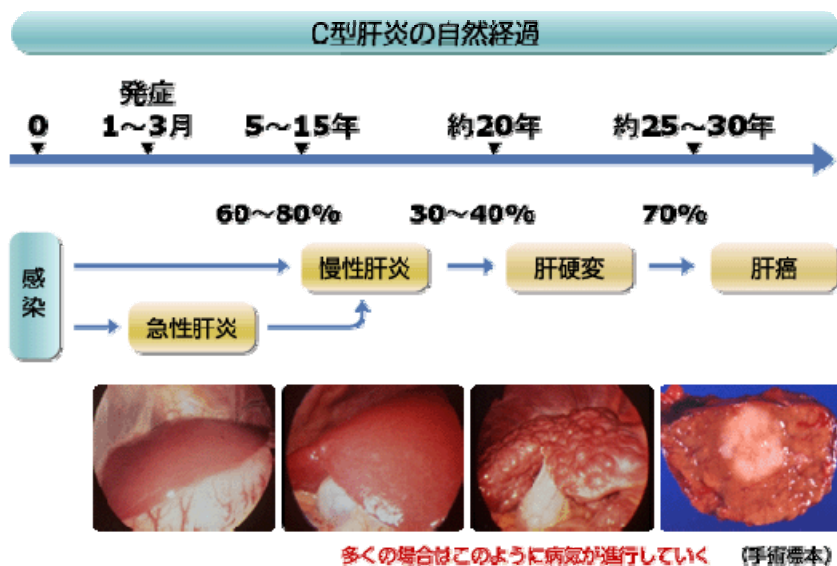 C型肝炎の自然経過
発症
0 1〜3月 5〜15年 約20年 約25〜30年
60〜80% 30〜40% 70%
感染
慢性肝炎 肝硬変 肝癌
急性肝炎
多くの場合はこのように病気が進行していく (手術標本)